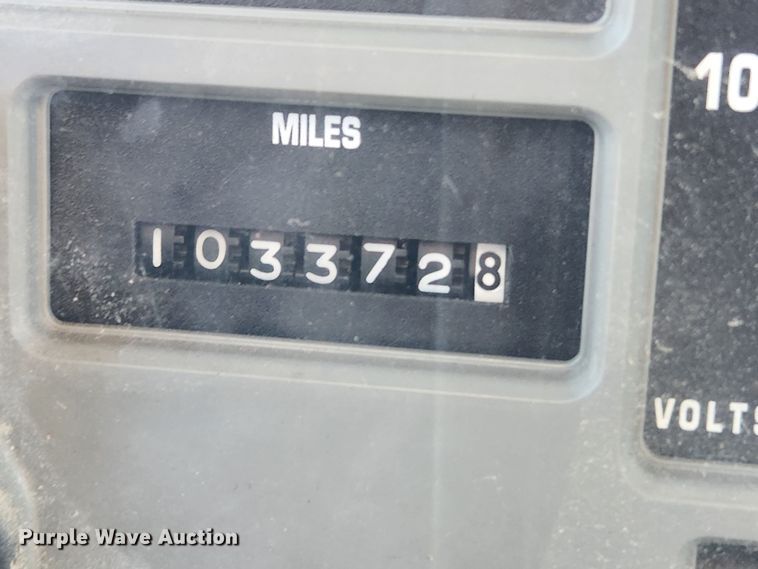 MILES
1033728
10
VOLTS
Purple Wave Auction®